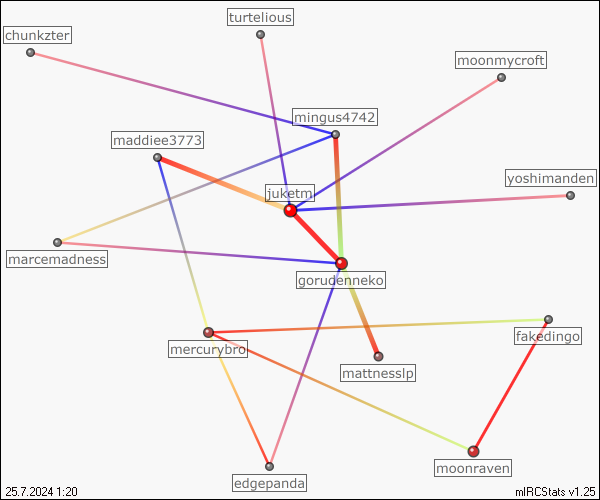 turtelious
chunkzter
moonmycroft
mingus4742
maddiee3773
yoshimanden
juketm
marcemadness
gorudenneko
fakedingo
mercurybro
mattnesslp
moonraven
edgepanda
25.7.2024 1:20
mIRCStats v1.25